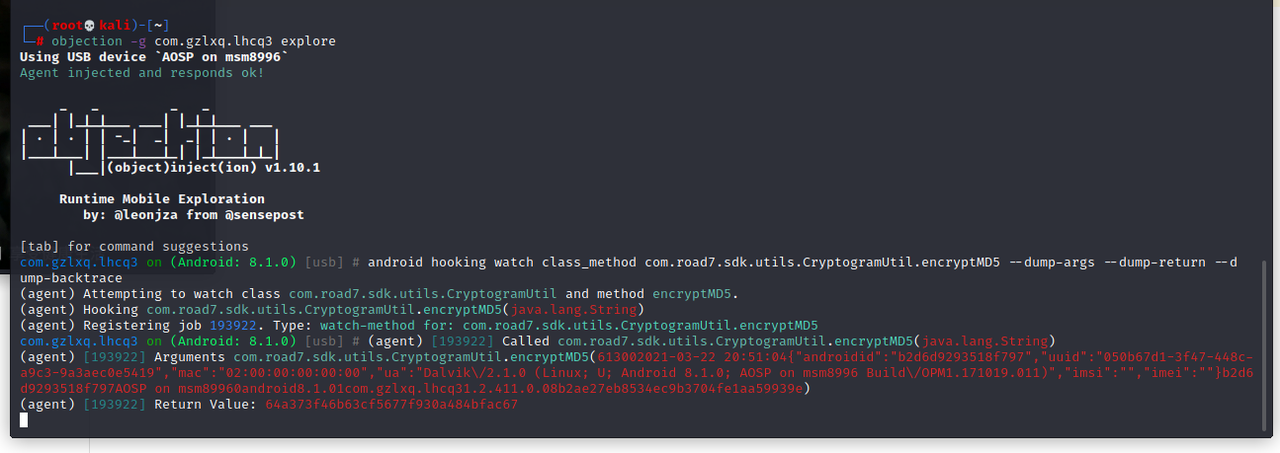 ┌──(root💀kali)-[~]
└─# objection -g com.gzlxq.lhcq3 explore
Using USB device `AOSP on msm8996`
Agent injected and responds ok!
objection
|___|(object)inject(ion) v1.10.1
Runtime Mobile Exploration
by: @leonjza from @sensepost
[tab] for command suggestions
com.gzlxq.lhcq3 on (Android: 8.1.0) [usb] # android hooking watch class_method com.road7.sdk.utils.CryptogramUtil.encryptMD5 --dump-args --dump-return --d
ump-backtrace
(agent) Attempting to watch class com.road7.sdk.utils.CryptogramUtil and method encryptMD5.
(agent) Hooking com.road7.sdk.utils.CryptogramUtil.encryptMD5(java.lang.String)
(agent) Registering job 193922. Type: watch-method for: com.road7.sdk.utils.CryptogramUtil.encryptMD5
com.gzlxq.lhcq3 on (Android: 8.1.0) [usb] # (agent) [193922] Called com.road7.sdk.utils.CryptogramUtil.encryptMD5(java.lang.String)
(agent) [193922] Arguments com.road7.sdk.utils.CryptogramUtil.encryptMD5(613002021-03-22 20:51:04{"androidid":"b2d6d9293518f797","uuid":"050b67d1-3f47-448c-
a9c3-9a3aec0e5419","mac":"02:00:00:00:00:00","ua":"Dalvik\/2.1.0 (Linux; U; Android 8.1.0; AOSP on msm8996 Build\/OPM1.171019.011)","imsi":"","imei":""}b2d6
d9293518f797AOSP on msm89960android8.1.01com.gzlxq.lhcq31.2.411.0.08b2ae27eb8534ec9b3704fe1aa59939e)
(agent) [193922] Return Value: 64a373f46b63cf5677f930a484bfac67